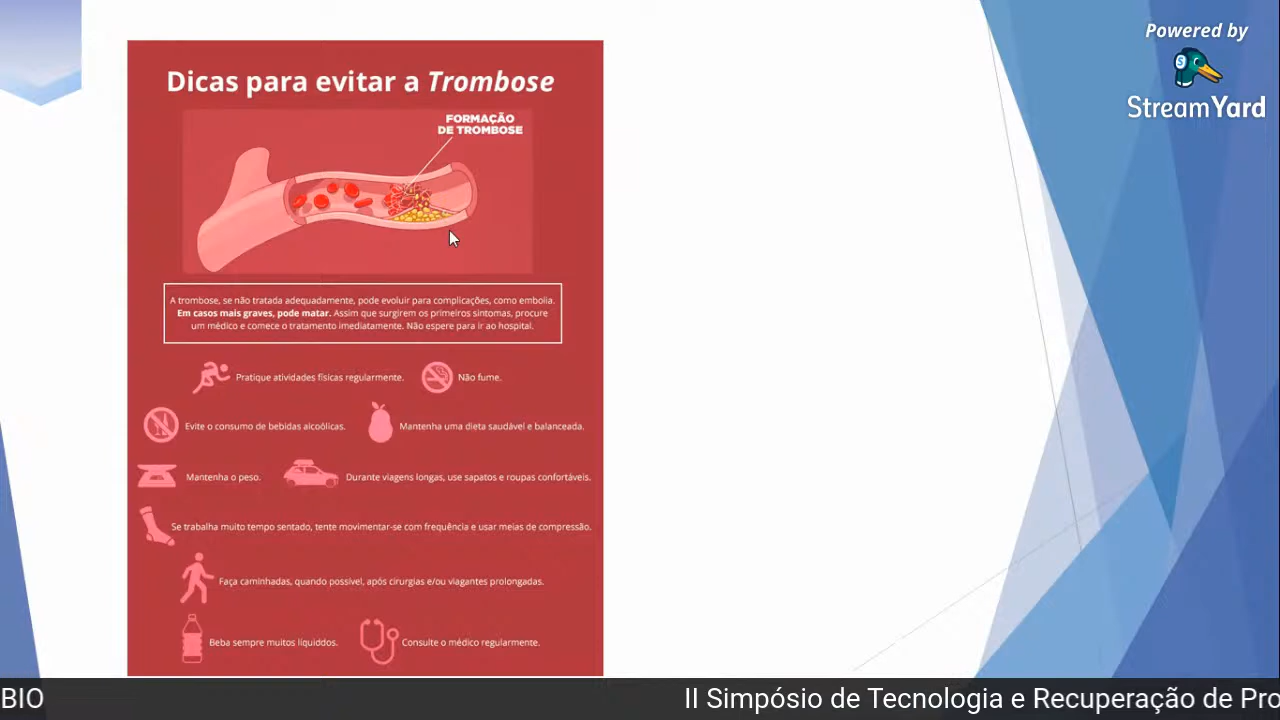 Powered by
StreamYard
Dicas para evitar a Trombose
FORMAÇÃO
DE TROMBOSE
A trombose, se não tratada adequadamente, pode evoluir para complicações, como embolia.
Em casos mais graves, pode matar. Assim que surgirem os primeiros sintomas, procure
um médico e comece o tratamento imediatamente. Não espere para ir ao hospital.
Pratique atividades físicas regularmente.
Não fume.
Evite o consumo de bebidas alcoólicas.
Mantenha uma dieta saudável e balanceada.
Mantenha o peso.
Durante viagens longas, use sapatos e roupas confortáveis.
Se trabalha muito tempo sentado, tente movimentar-se com frequência e usar meias de compressão.
Faça caminhadas, quando possível, após cirurgias e/ou viagantes prolongadas.
Beba sempre muitos líquiddos.
Consulte o médico regularmente.
BIO
II Simpósio de Tecnologia e Recuperação de Pro